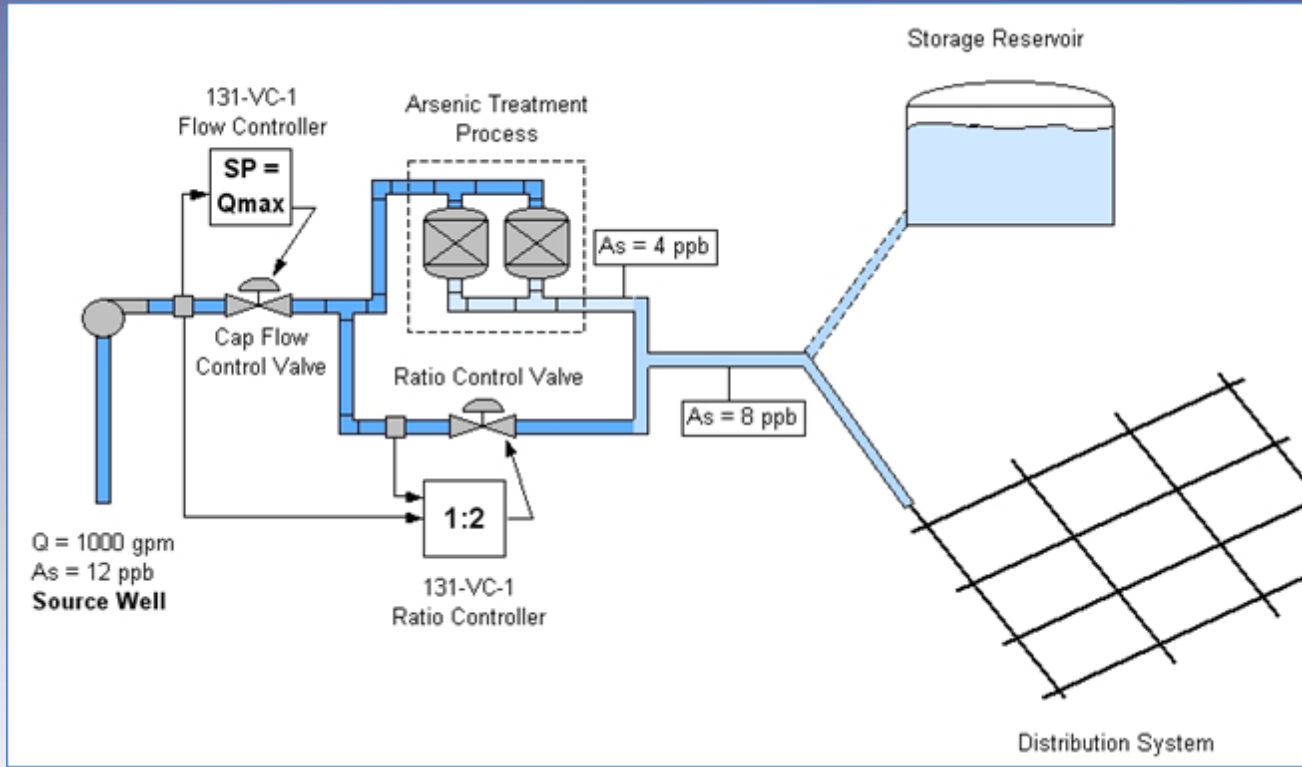 Storage Reservoir
131-VC-1
Flow Controller
SP =
Qmax
Arsenic Treatment
Process
As = 4 ppb
Cap Flow
Control Valve
Ratio Control Valve
As = 8 ppb
1:2
Q = 1000 gpm
As = 12 ppb
Source Well
131-VC-1
Ratio Controller
Distribution System